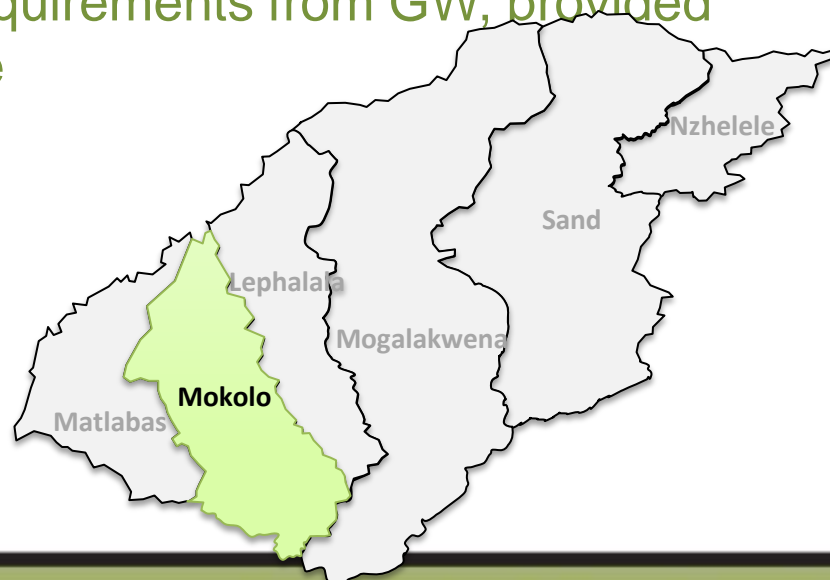 quirements from GW, provided
Nzhelele
Sand
Lephalala
Mogalakwena
Mokolo
Matlabas